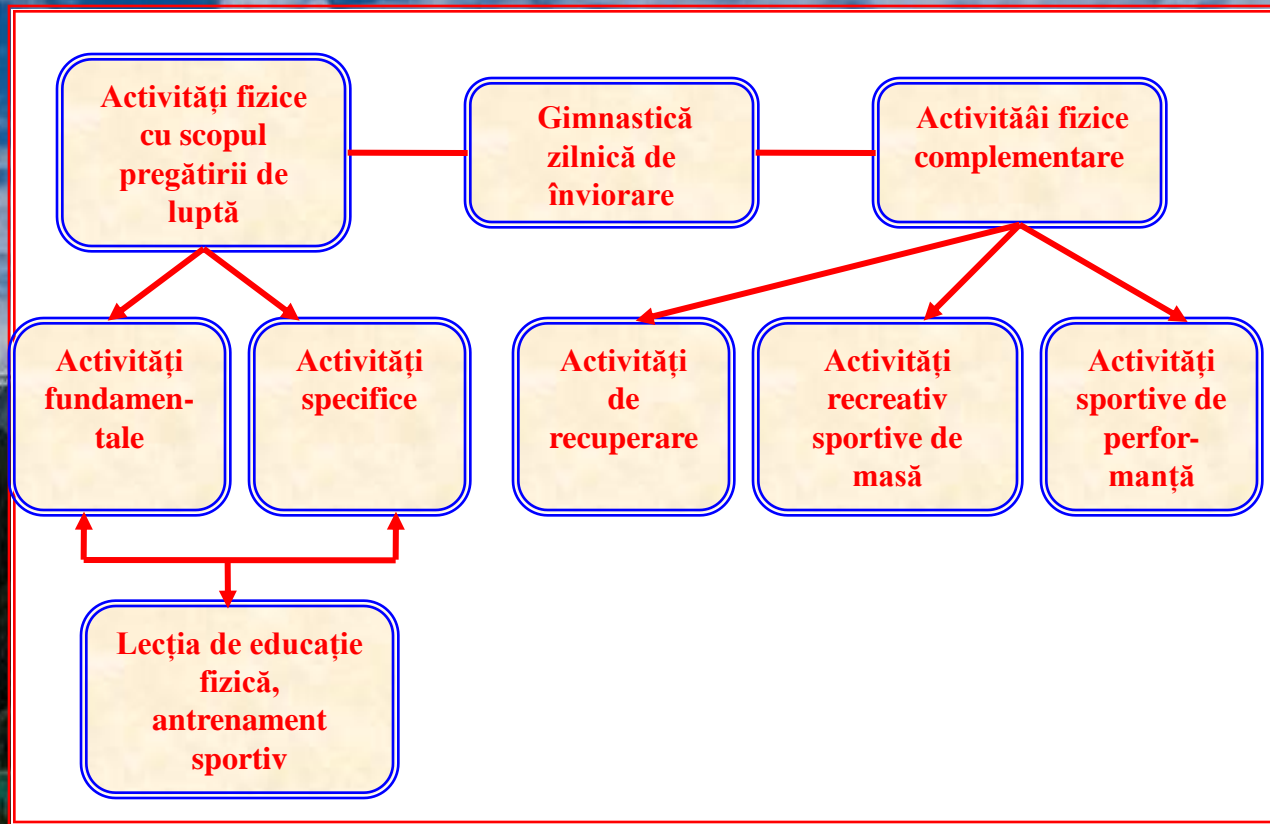 Activități fizice
cu scopul
pregătirii de
luptă
Gimnastică
zilnică de
înviorare
Activităâi fizice
complementare
Activități
fundamen-
tale
Activități
specifice
Activități
de
recuperare
Activități
recreativ
sportive de
masă
Activități
sportive de
perfor-
manță
Lecția de educație
fizică,
antrenament
sportiv